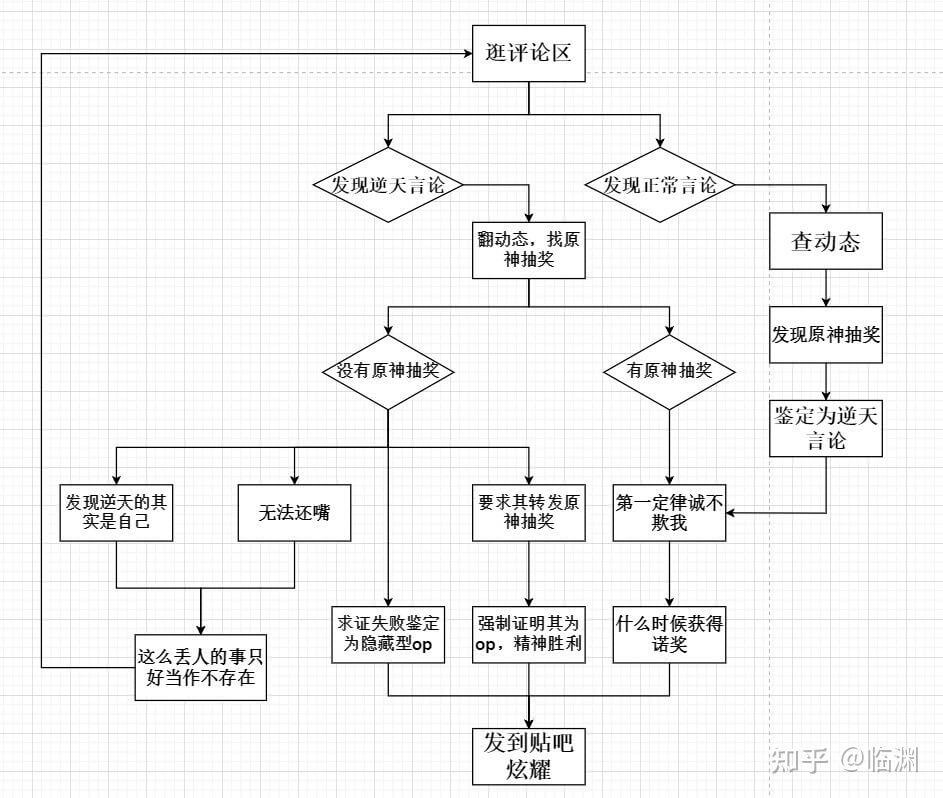 逛评论区
发现逆天言论
发现正常言论
翻动态，找原
神抽奖
查动态
发现原神抽奖
没有原神抽奖
有原神抽奖
鉴定为逆天
言论
发现逆天的其
实是自己
无法还嘴
要求其转发原
神抽奖
第一定律诚不
欺我
求证失败鉴定
为隐藏型op
强制证明其为
op，精神胜利
什么时候获得
诺奖
这么丢人的事只
好当作不存在
发到贴吧
炫耀
知乎 @临渊